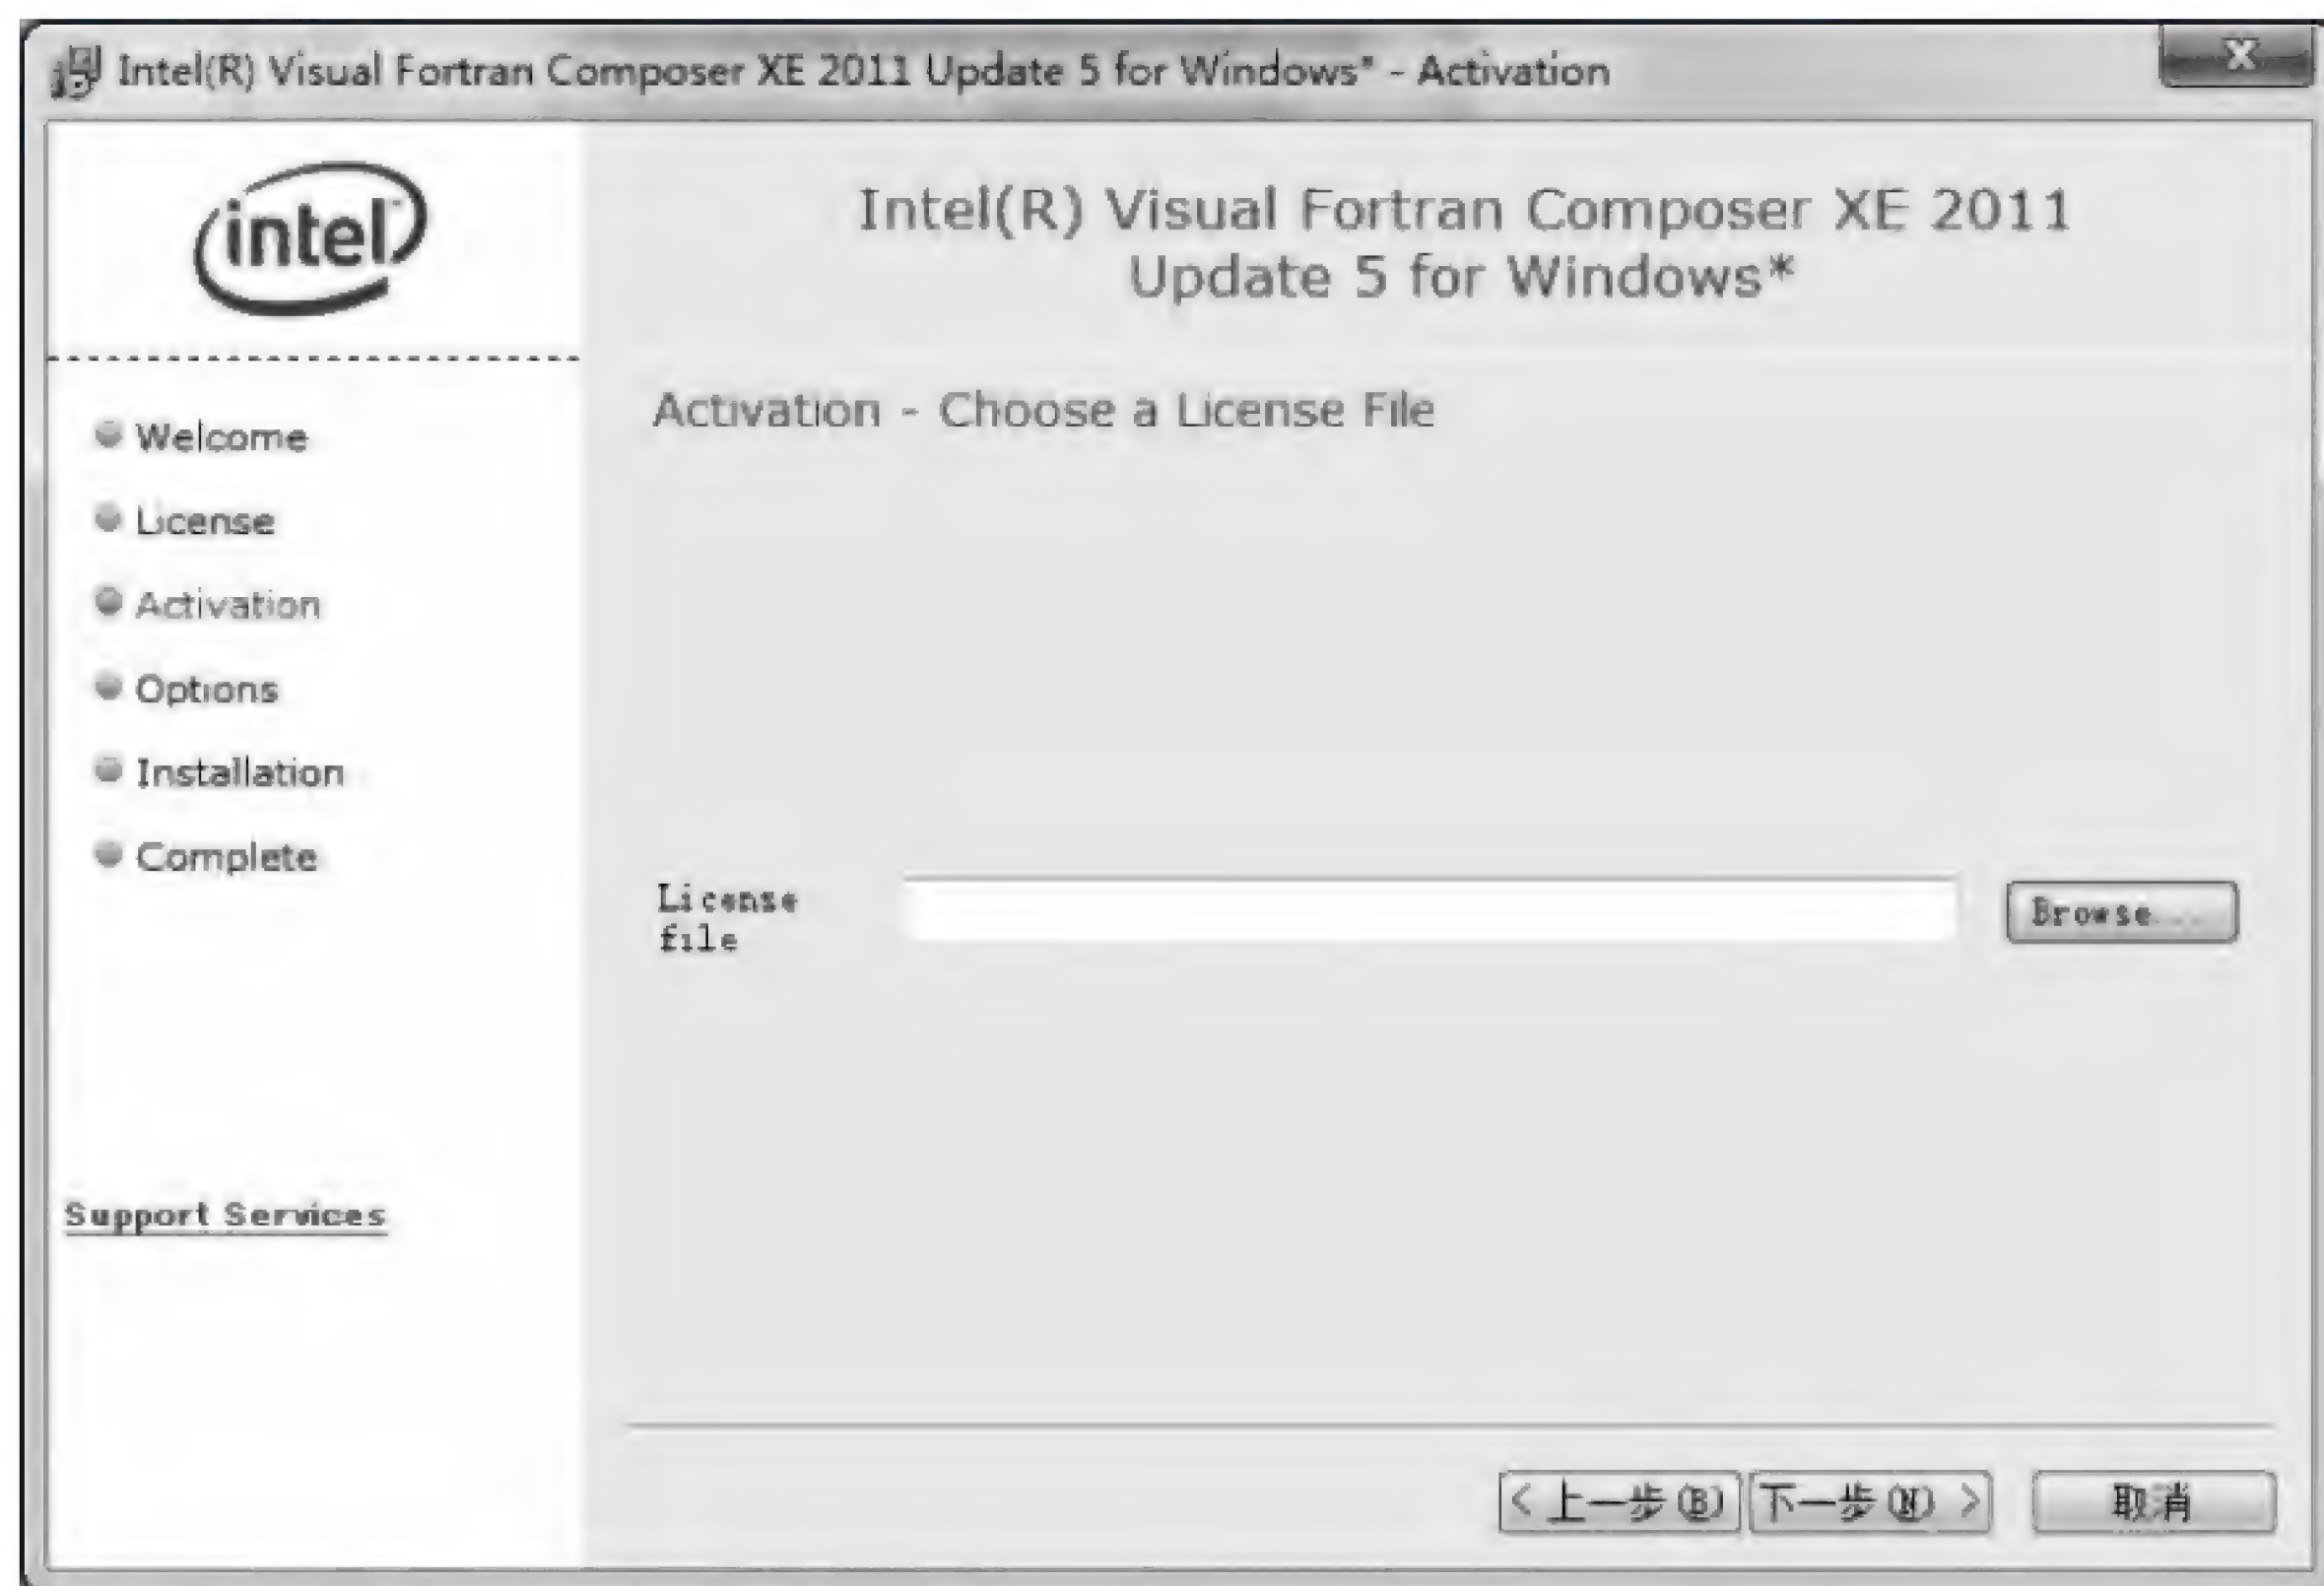 Intel(R) Visual Fortran Composer XE 2011 Update 5 for Windows* - Activation
intel
Intel(R) Visual Fortran Composer XE 2011
Update 5 for Windows*
Welcome
License
Activation
Options
Installation
Complete
Support Services
Activation - Choose a License File
License
file
Browse...
< 上一步(B)
下一步(N) >
取消